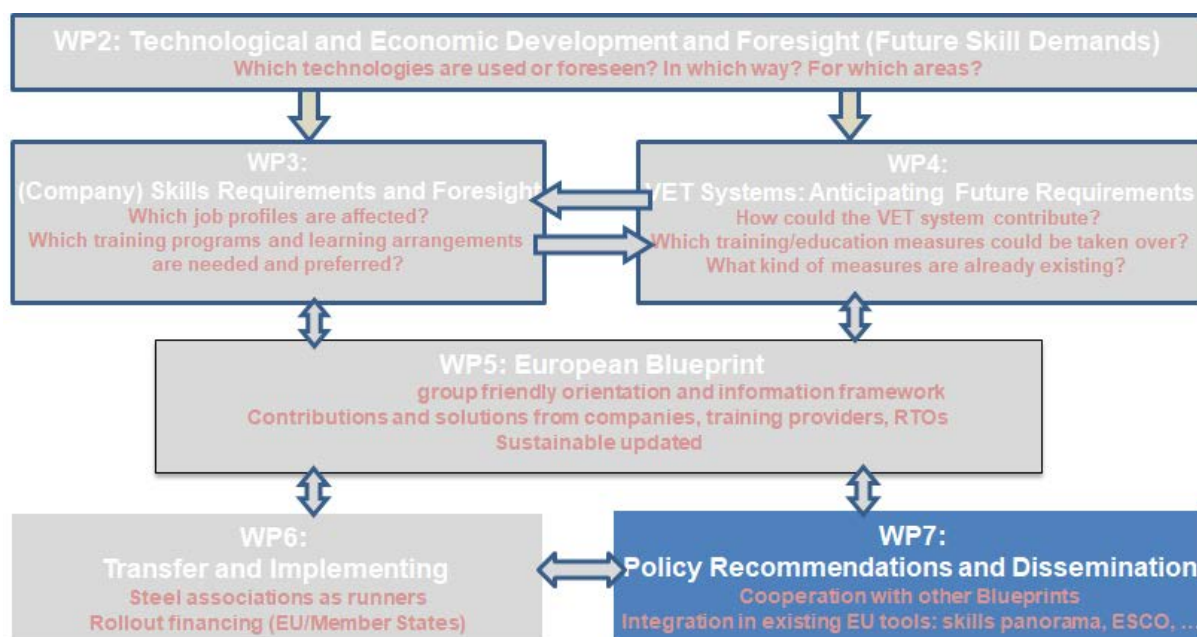 WP2: Technological and Economic Development and Foresight (Future Skill Demands)
Which technologies are used or foreseen? In which way? For which areas?
WP3:
(Company) Skills Requirements and Foresight
Which job profiles are affected?
Which training programs and learning arrangements
are needed and preferred?
WP4:
VET Systems: Anticipating Future Requirements
How could the VET system contribute?
Which training/education measures could be taken over?
What kind of measures are already existing?
WP5: European Blueprint
group friendly orientation and information framework
Contributions and solutions from companies, training providers, RTOs
Sustainable updated
WP6:
Transfer and Implementing
Steel associations as runners
Rollout financing (EU/Member States)
WP7:
Policy Recommendations and Dissemination
Cooperation with other Blueprints
Integration in existing EU tools: skills panorama, ESCO, ...